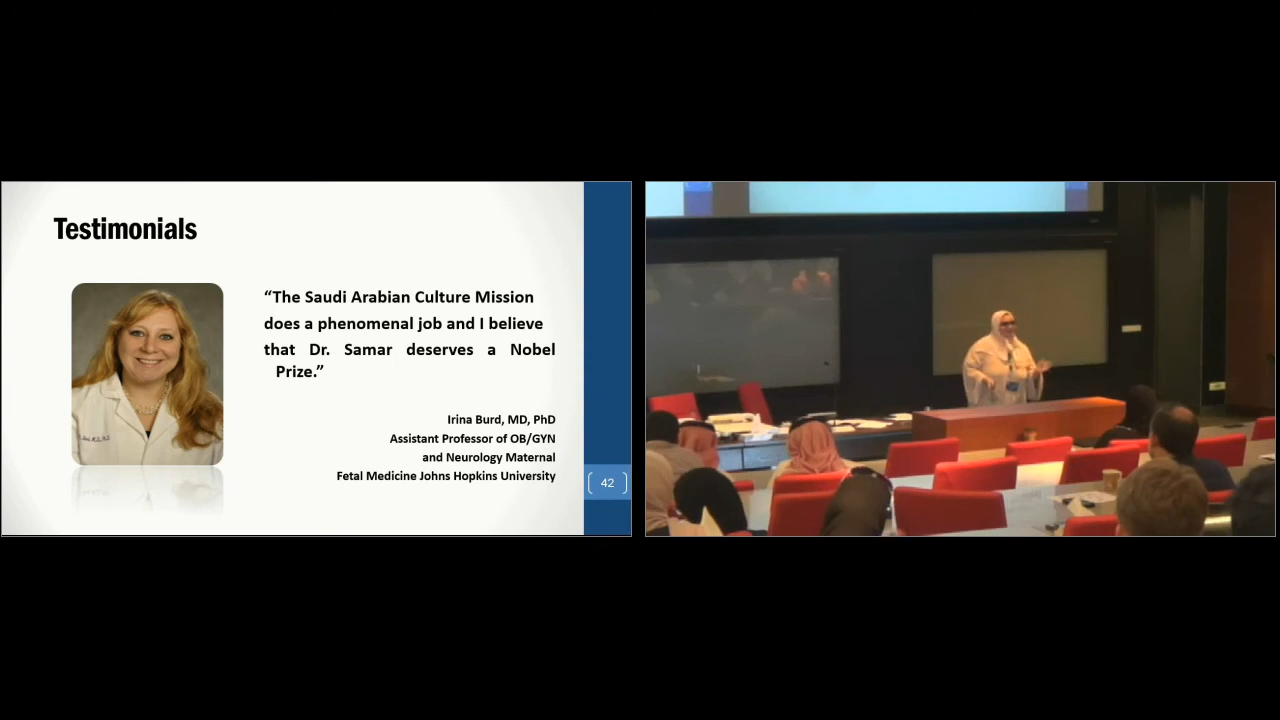 Testimonials
“The Saudi Arabian Culture Mission
does a phenomenal job and I believe
that Dr. Samar deserves a Nobel
Prize.”
Irina Burd, MD, PhD
Assistant Professor of OB/GYN
and Neurology Maternal
Fetal Medicine Johns Hopkins University
42